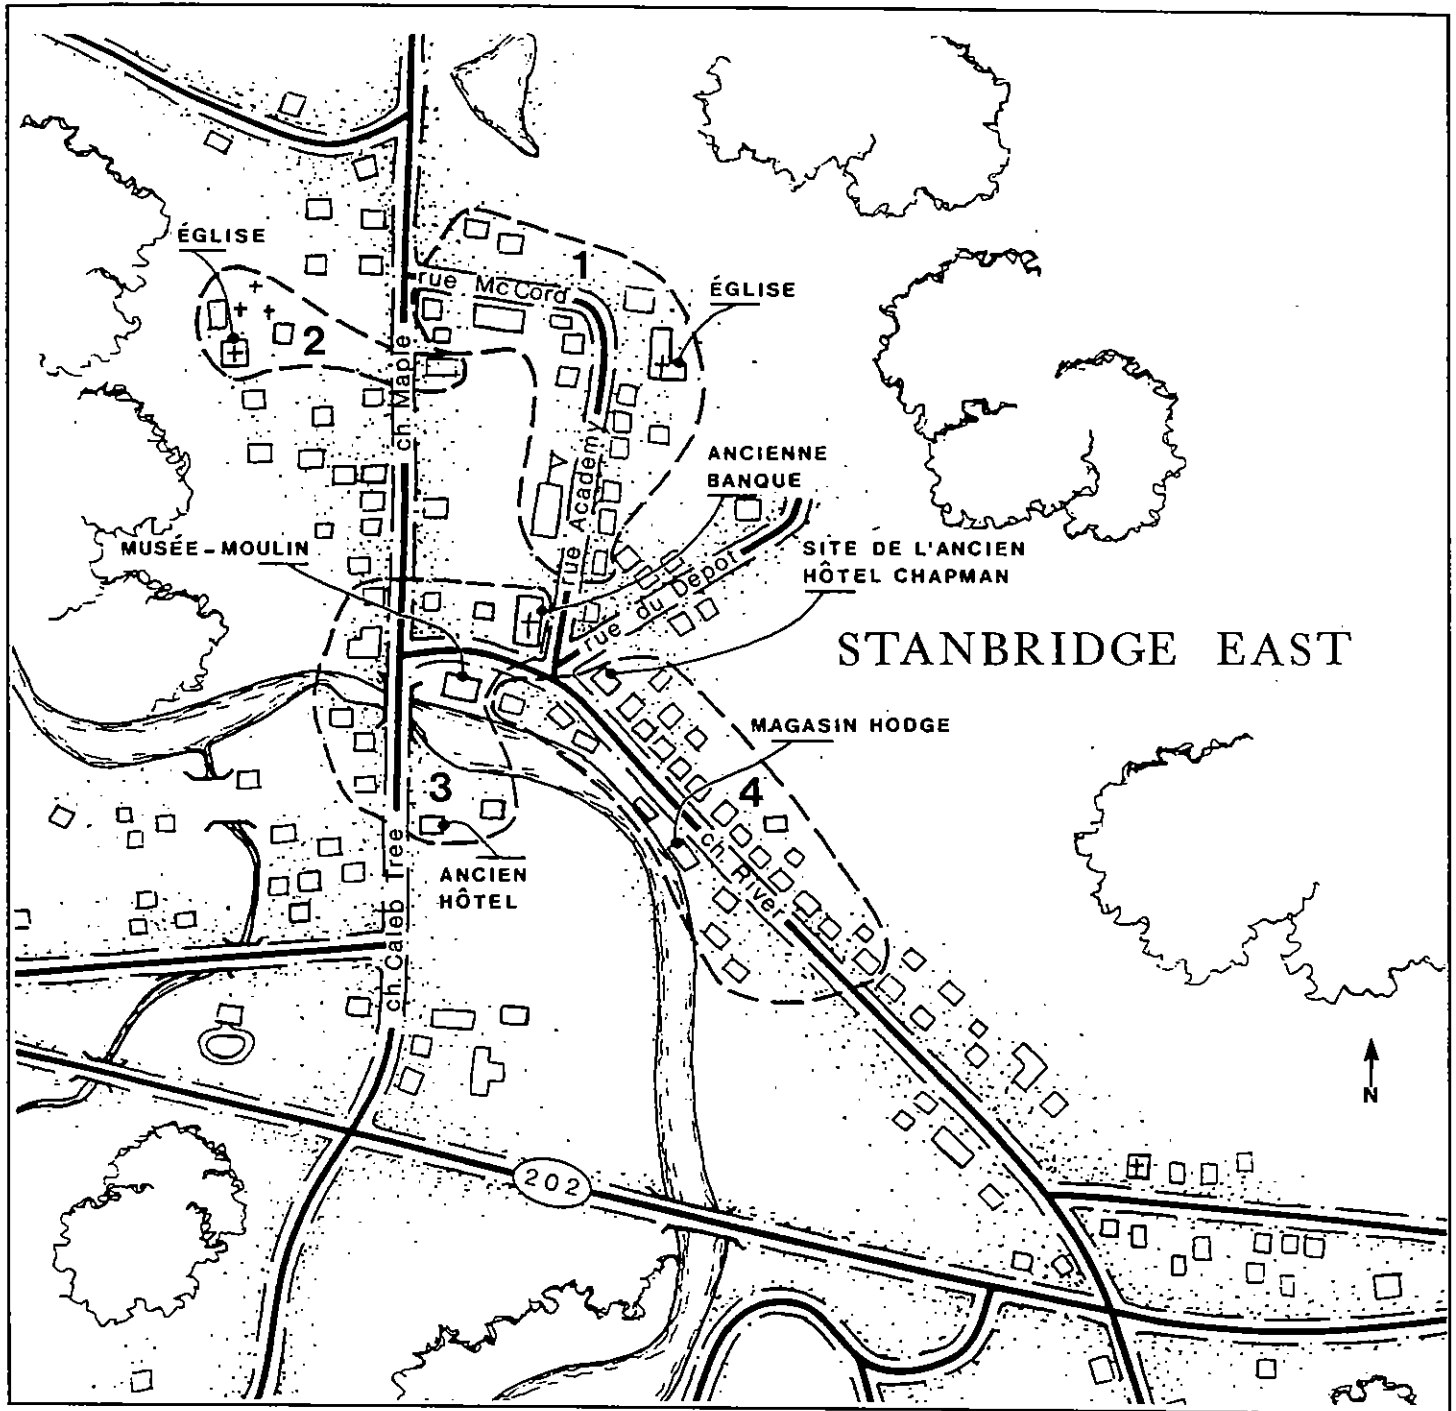 ÉGLISE
1
rue McCord
ÉGLISE
2
ch. Maple
ANCIENNE
BANQUE
rue Academy
MUSÉE-MOULIN
SITE DE L'ANCIEN
HÔTEL CHAPMAN
rue du Dépot
STANBRIDGE EAST
MAGASIN HODGE
3
4
ch. River
ANCIEN
HÔTEL
ch. Caleb Tree
N
202